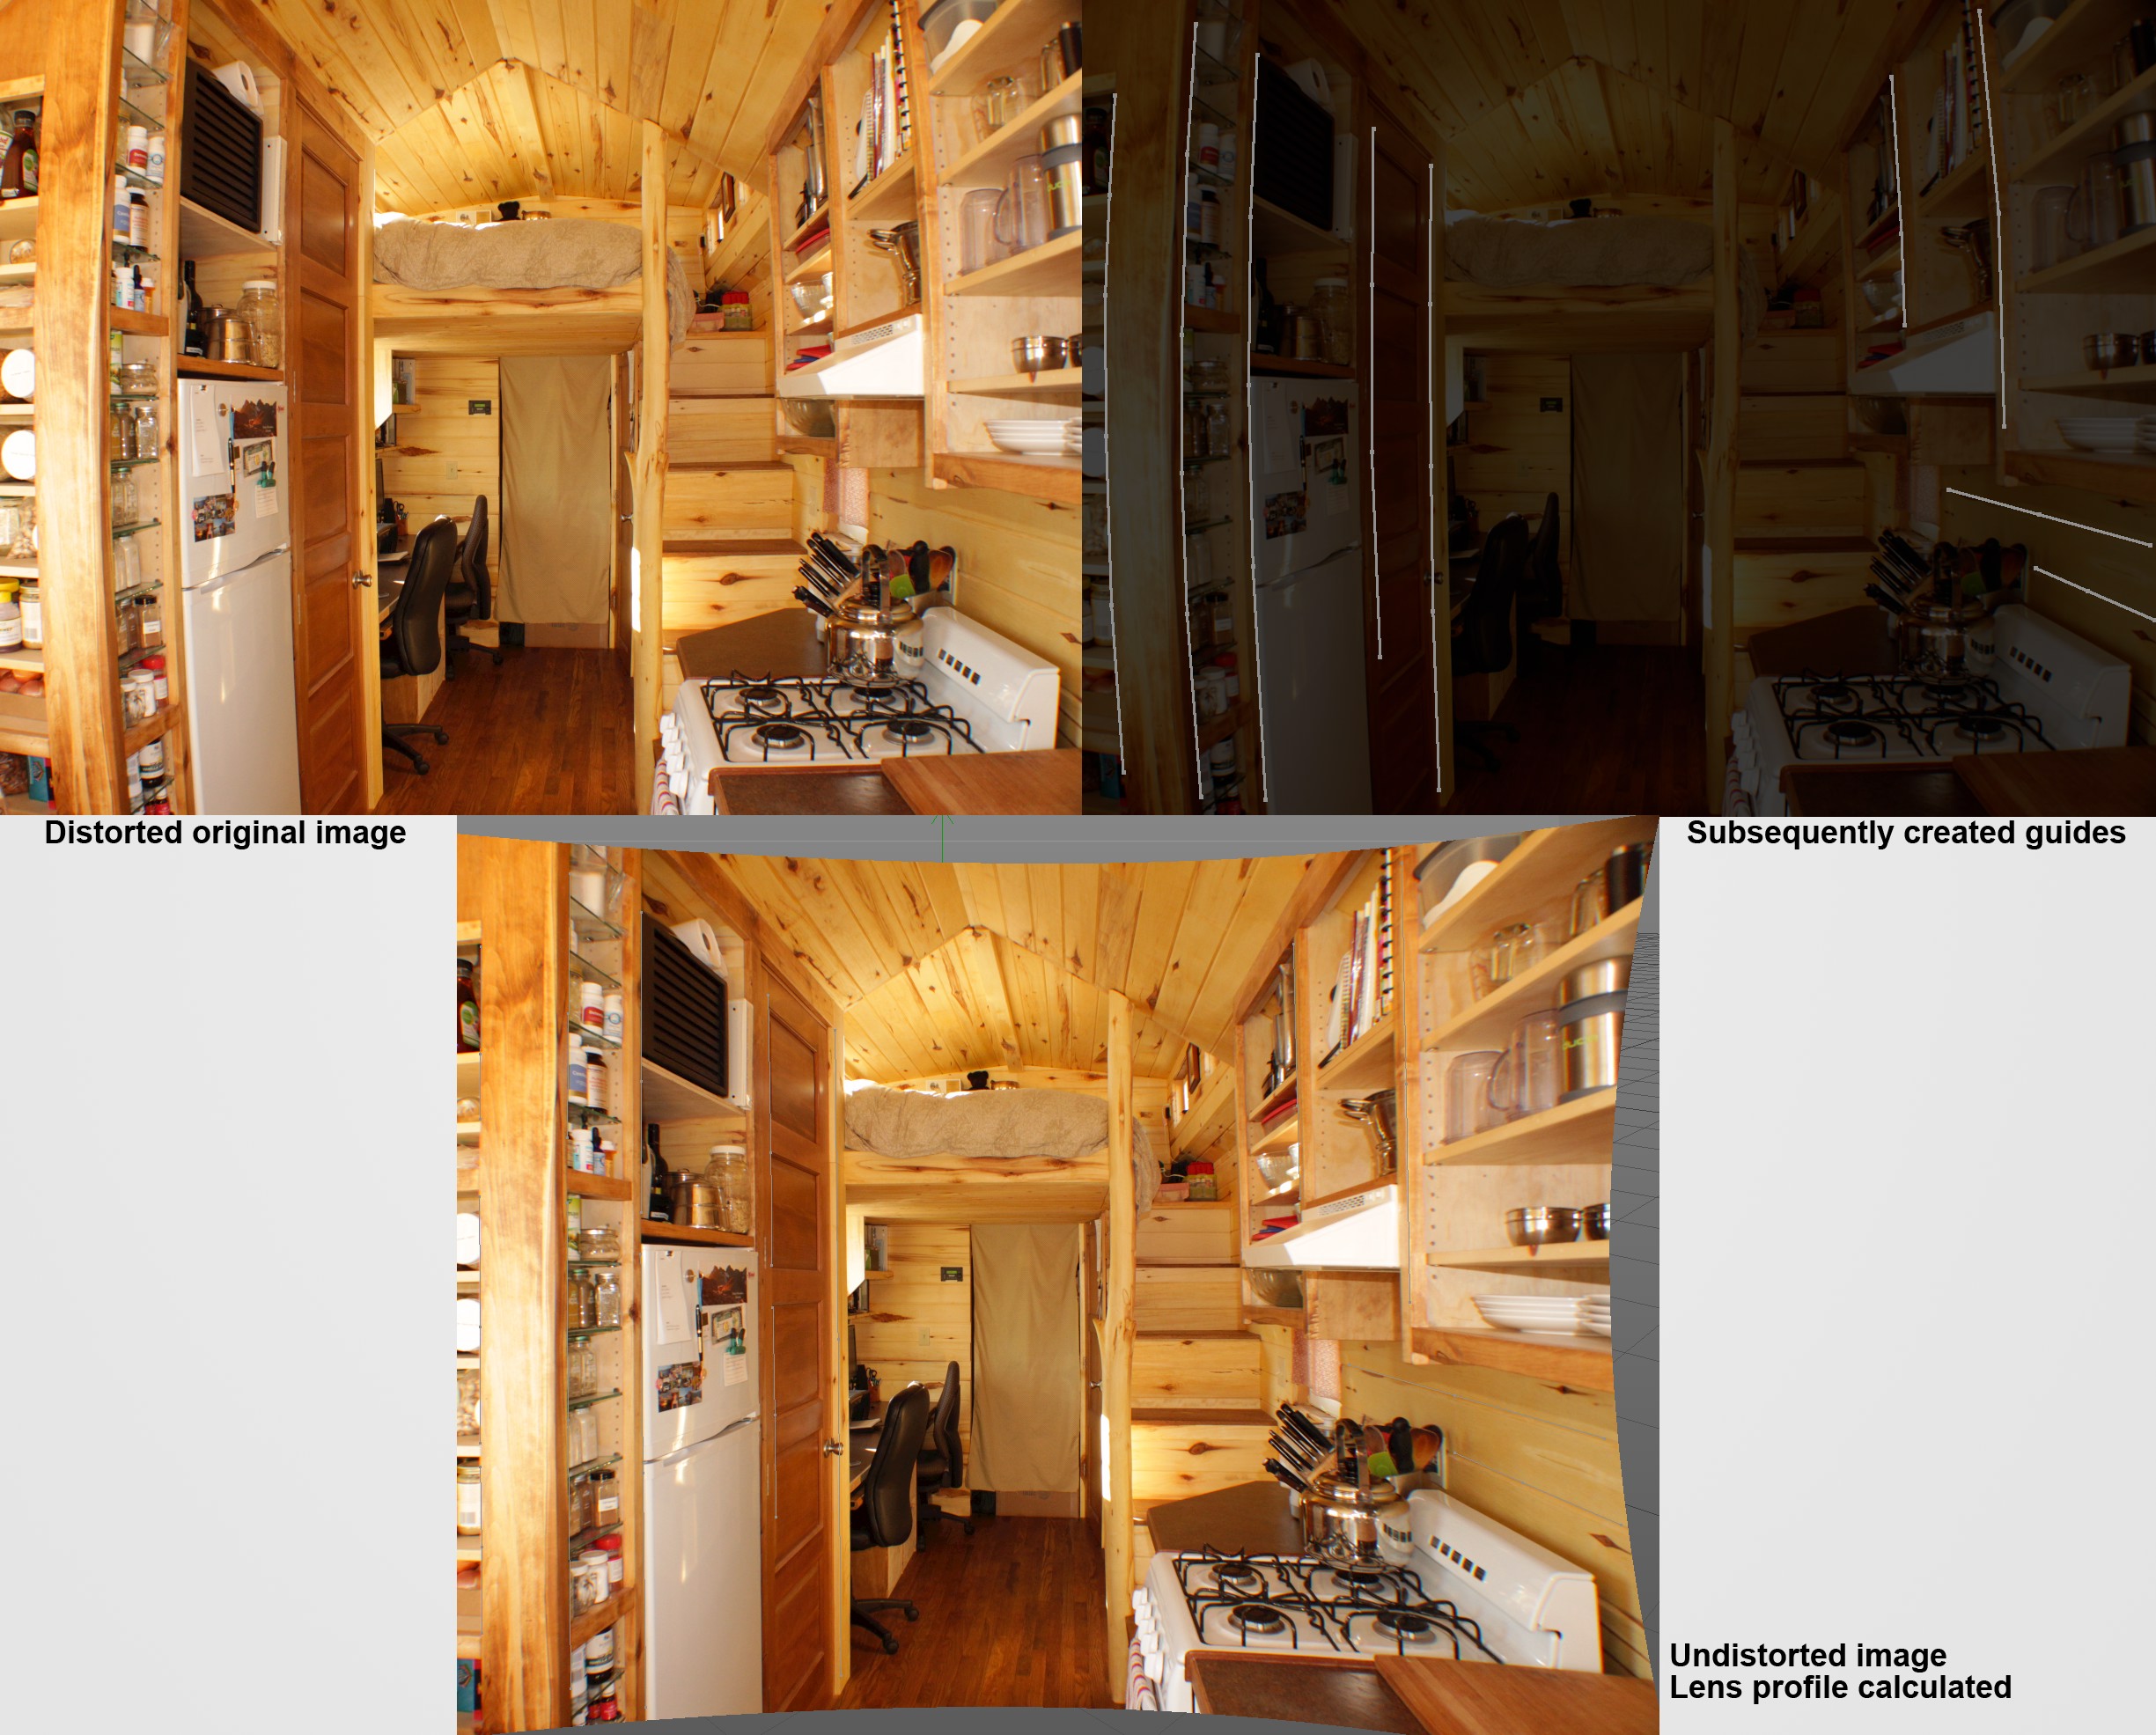 Distorted original image
Subsequently created guides
Undistorted image
Lens profile calculated